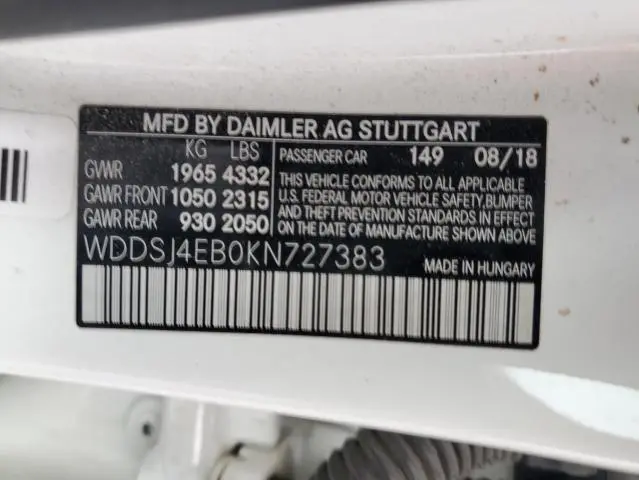 MFD BY DAIMLER AG STUTTGART
KG LBS
GVWR 1965 4332
GAWR FRONT 1050 2315
GAWR REAR 930 2050
PASSENGER CAR 149 08/18
THIS VEHICLE CONFORMS TO ALL APPLICABLE
U.S. FEDERAL MOTOR VEHICLE SAFETY,BUMPER
AND THEFT PREVENTION STANDARDS IN EFFECT
ON THE DATE OF MANUFACTURE SHOWN ABOVE.
WDDSJ4EB0KN727383
MADE IN HUNGARY